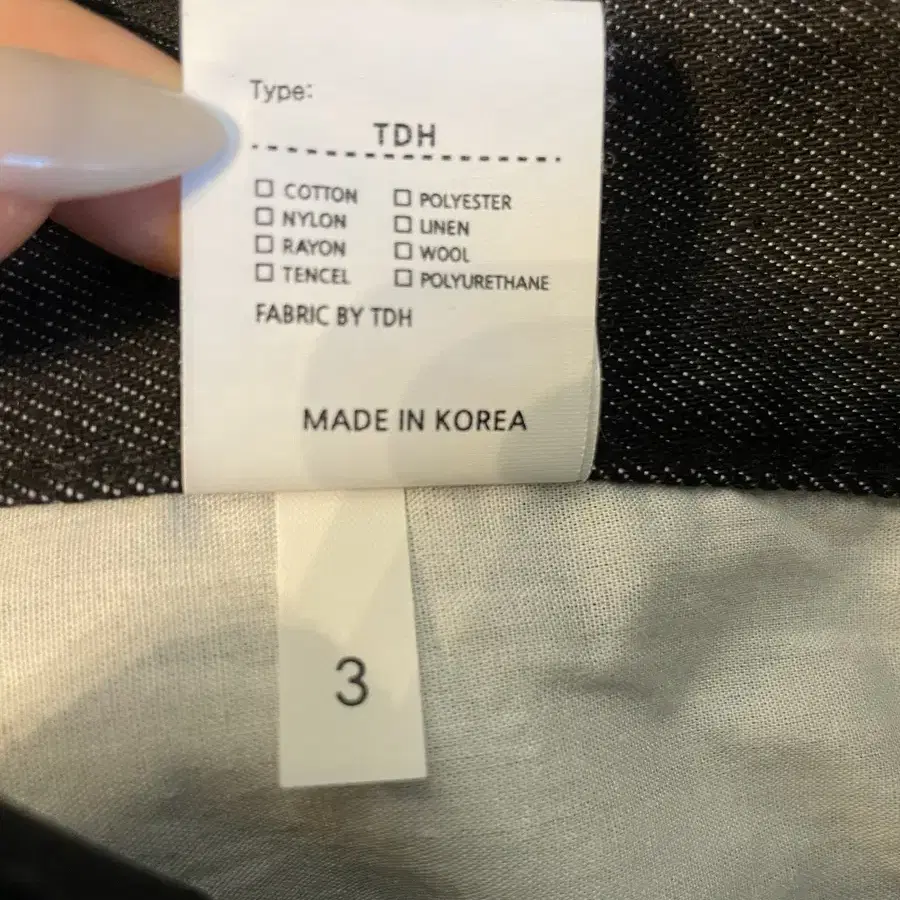 Type:
TDH
☐ COTTON ☐ POLYESTER
☐ NYLON ☐ LINEN
☐ RAYON ☐ WOOL
☐ TENCEL ☐ POLYURETHANE
FABRIC BY TDH
MADE IN KOREA
3